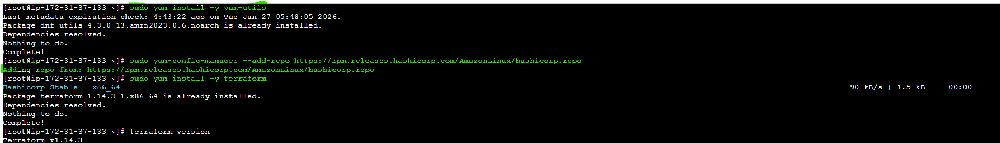 [root@ip-172-31-37-133 ~]# sudo yum install -y yum-utils
Last metadata expiration check: 4:43:22 ago on Tue Jan 27 05:48:05 2026.
Package dnf-utils-4.3.0-13.amzn2023.0.6.noarch is already installed.
Dependencies resolved.
Nothing to do.
Complete!
[root@ip-172-31-37-133 ~]# sudo yum-config-manager --add-repo https://rpm.releases.hashicorp.com/AmazonLinux/hashicorp.repo
Adding repo from: https://rpm.releases.hashicorp.com/AmazonLinux/hashicorp.repo
[root@ip-172-31-37-133 ~]# sudo yum install -y terraform
Hashicorp Stable - x86_64 90 kB/s | 1.5 kB 00:00
Package terraform-1.14.3-1.x86_64 is already installed.
Dependencies resolved.
Nothing to do.
Complete!
[root@ip-172-31-37-133 ~]# terraform version
Terraform v1.14.3